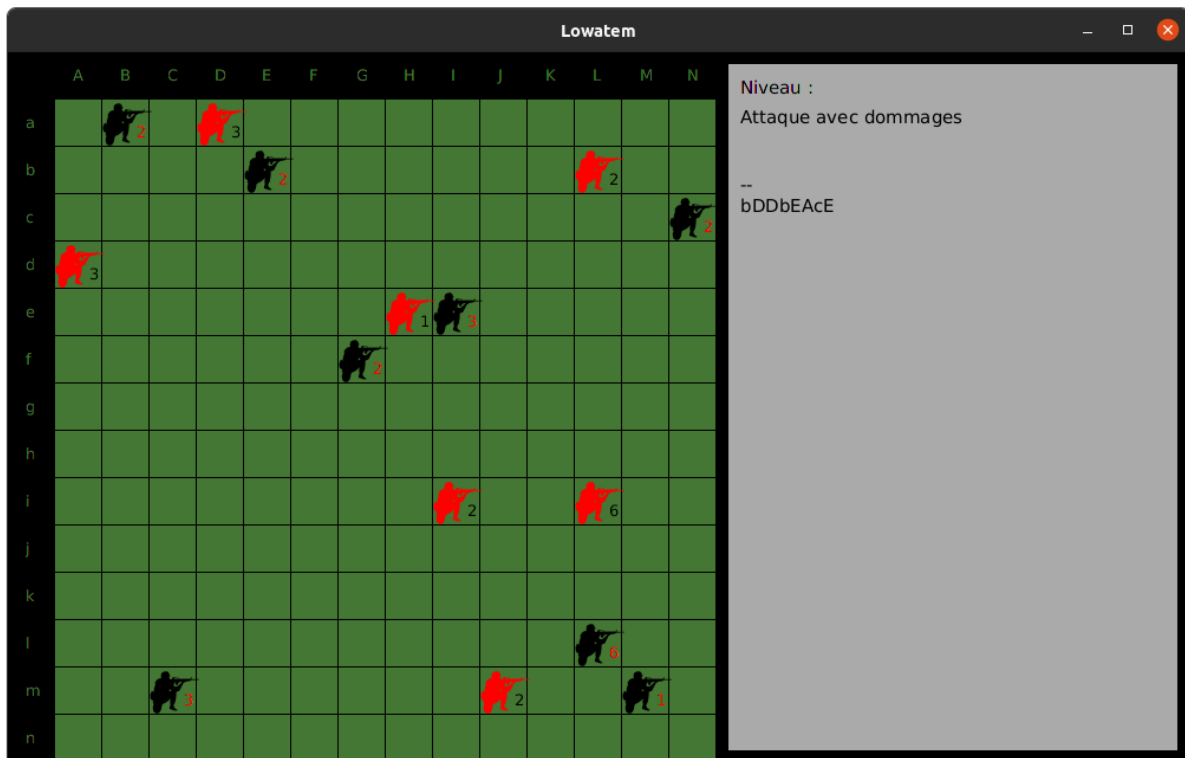 Lowatem
A B C D E F G H I J K L M N
Niveau :
Attaque avec dommages
--
bDDbEAcE
a 2 3
b 2 2
c 2
d 3
e 1 3
f 2
g
h
i 2 6
j
k
l 6
m 3 2 1
n